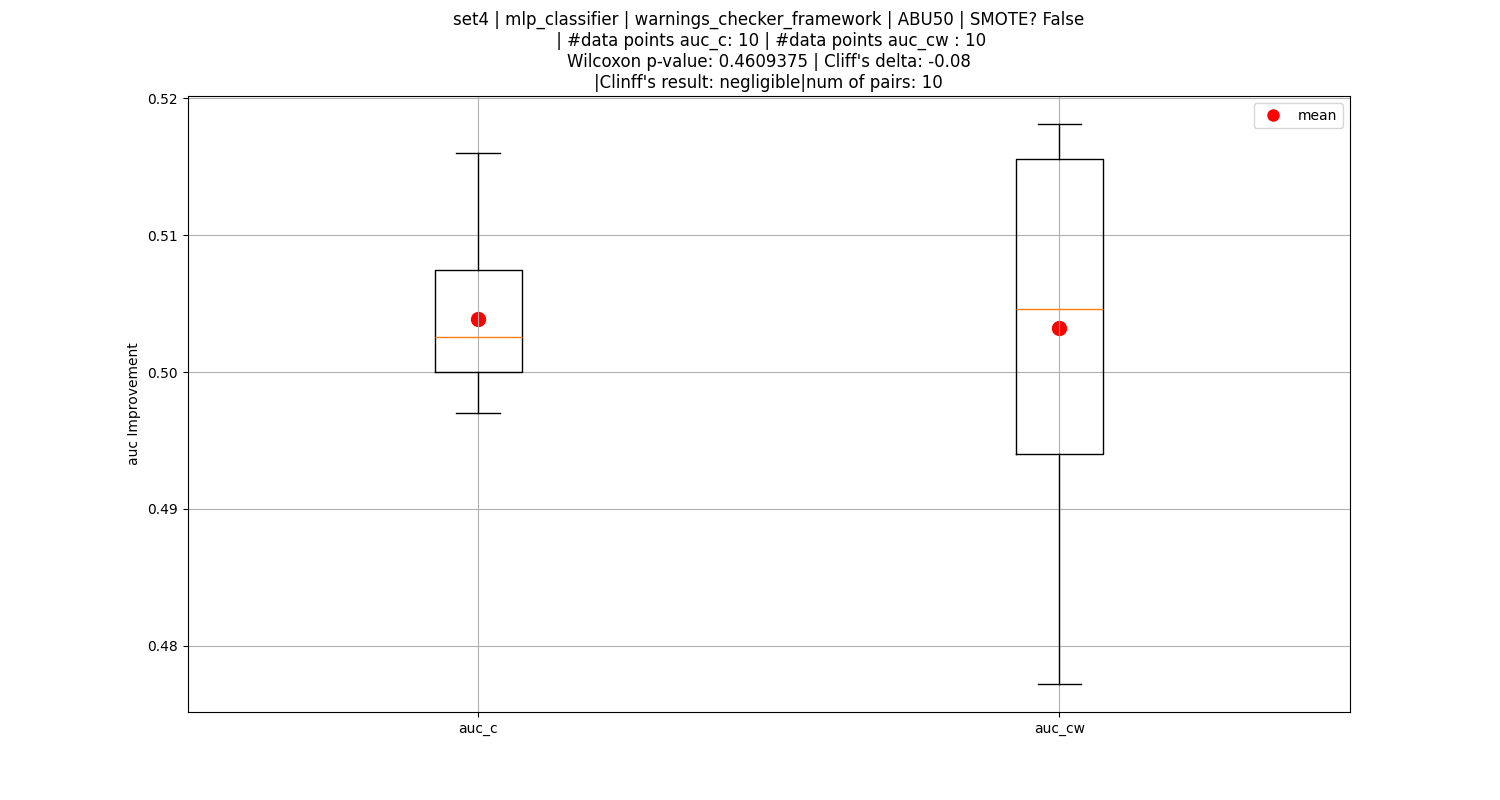 set4 | mlp_classifier | warnings_checker_framework | ABU50 | SMOTE? False
| #data points auc_c: 10 | #data points auc_cw : 10
Wilcoxon p-value: 0.4609375 | Cliff's delta: -0.08
|Clinff's result: negligible|num of pairs: 10
mean
auc Improvement
0.52
0.51
0.50
0.49
0.48
auc_c
auc_cw